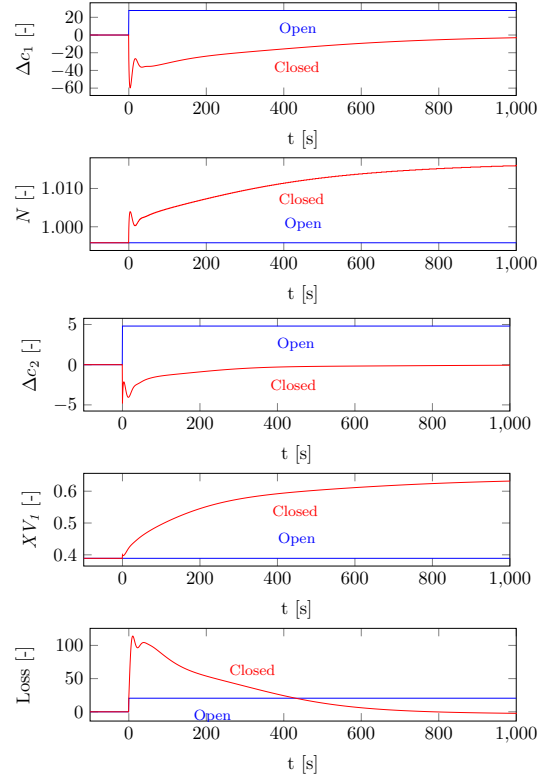 20
0
−20
−40
−60
Δc1 [-]
Open
Closed
0 200 400 600 800 1,000
t [s]
1.010
1.000
N [-]
Closed
Open
0 200 400 600 800 1,000
t [s]
5
0
−5
Δc2 [-]
Open
Closed
0 200 400 600 800 1,000
t [s]
0.6
0.5
0.4
XV1 [-]
Closed
Open
0 200 400 600 800 1,000
t [s]
100
50
0
Loss [-]
Closed
Open
0 200 400 600 800 1,000
t [s]